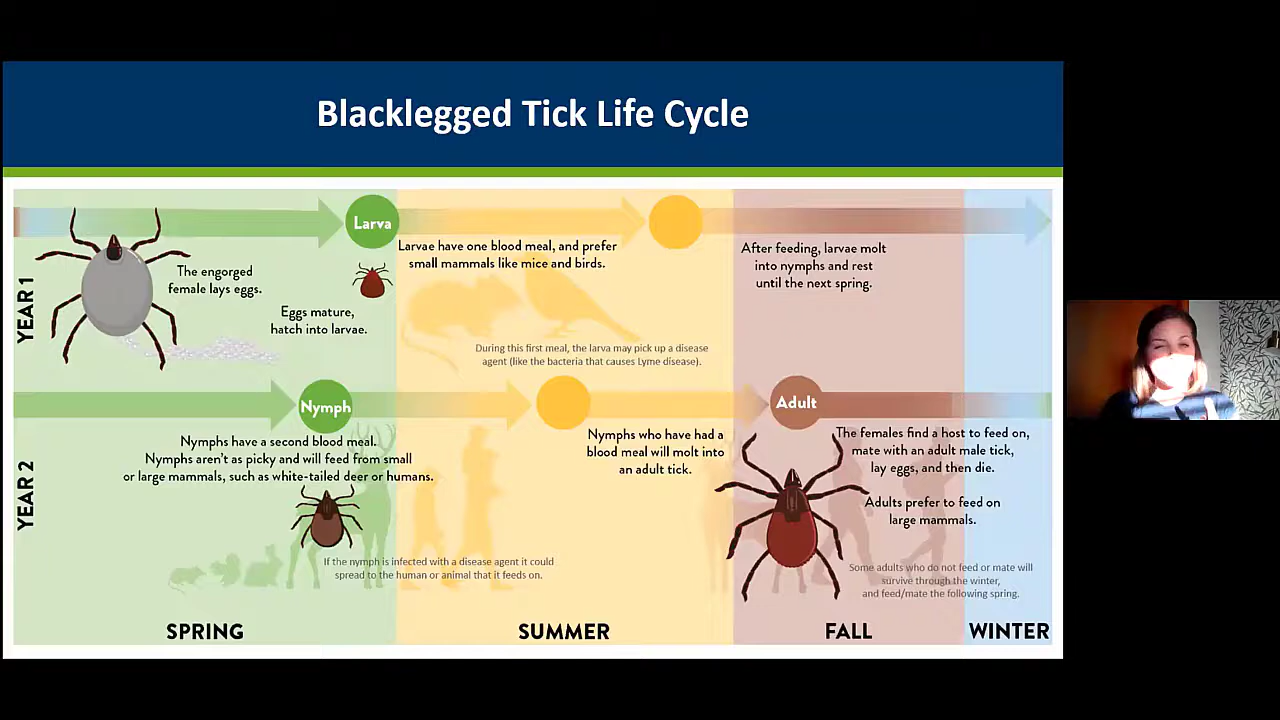 Blacklegged Tick Life Cycle
YEAR 1
Larva
The engorged
female lays eggs.
Eggs mature,
hatch into larvae.
Larvae have one blood meal, and prefer
small mammals like mice and birds.
During this first meal, the larva may pick up a disease
agent (like the bacteria that causes Lyme disease).
After feeding, larvae molt
into nymphs and rest
until the next spring.
YEAR 2
Nymph
Nymphs have a second blood meal.
Nymphs aren't as picky and will feed from small
or large mammals, such as white-tailed deer or humans.
If the nymph is infected with a disease agent it could
spread to the human or animal that it feeds on.
Nymphs who have had a
blood meal will molt into
an adult tick.
Adult
The females find a host to feed on,
mate with an adult male tick,
lay eggs, and then die.
Adults prefer to feed on
large mammals.
Some adults who do not feed or mate will
survive through the winter,
and feed/mate the following spring.
SPRING
SUMMER
FALL
WINTER